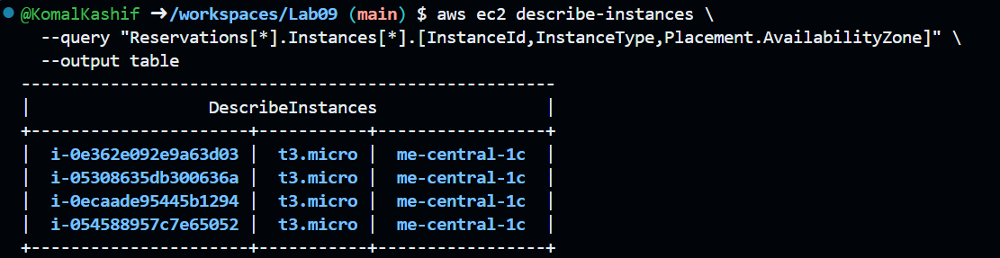 @KomalKashif ➜/workspaces/Lab09 (main) $ aws ec2 describe-instances \
  --query "Reservations[*].Instances[*].[InstanceId,InstanceType,Placement.AvailabilityZone]" \
  --output table
-------------------------------------------------------
|                  DescribeInstances                  |
+----------------------+-----------+-----------------+
|  i-0e362e092e9a63d03 |  t3.micro |  me-central-1c  |
|  i-05308635db300636a |  t3.micro |  me-central-1c  |
|  i-0ecaade95445b1294 |  t3.micro |  me-central-1c  |
|  i-054588957c7e65052 |  t3.micro |  me-central-1c  |
+----------------------+-----------+-----------------+